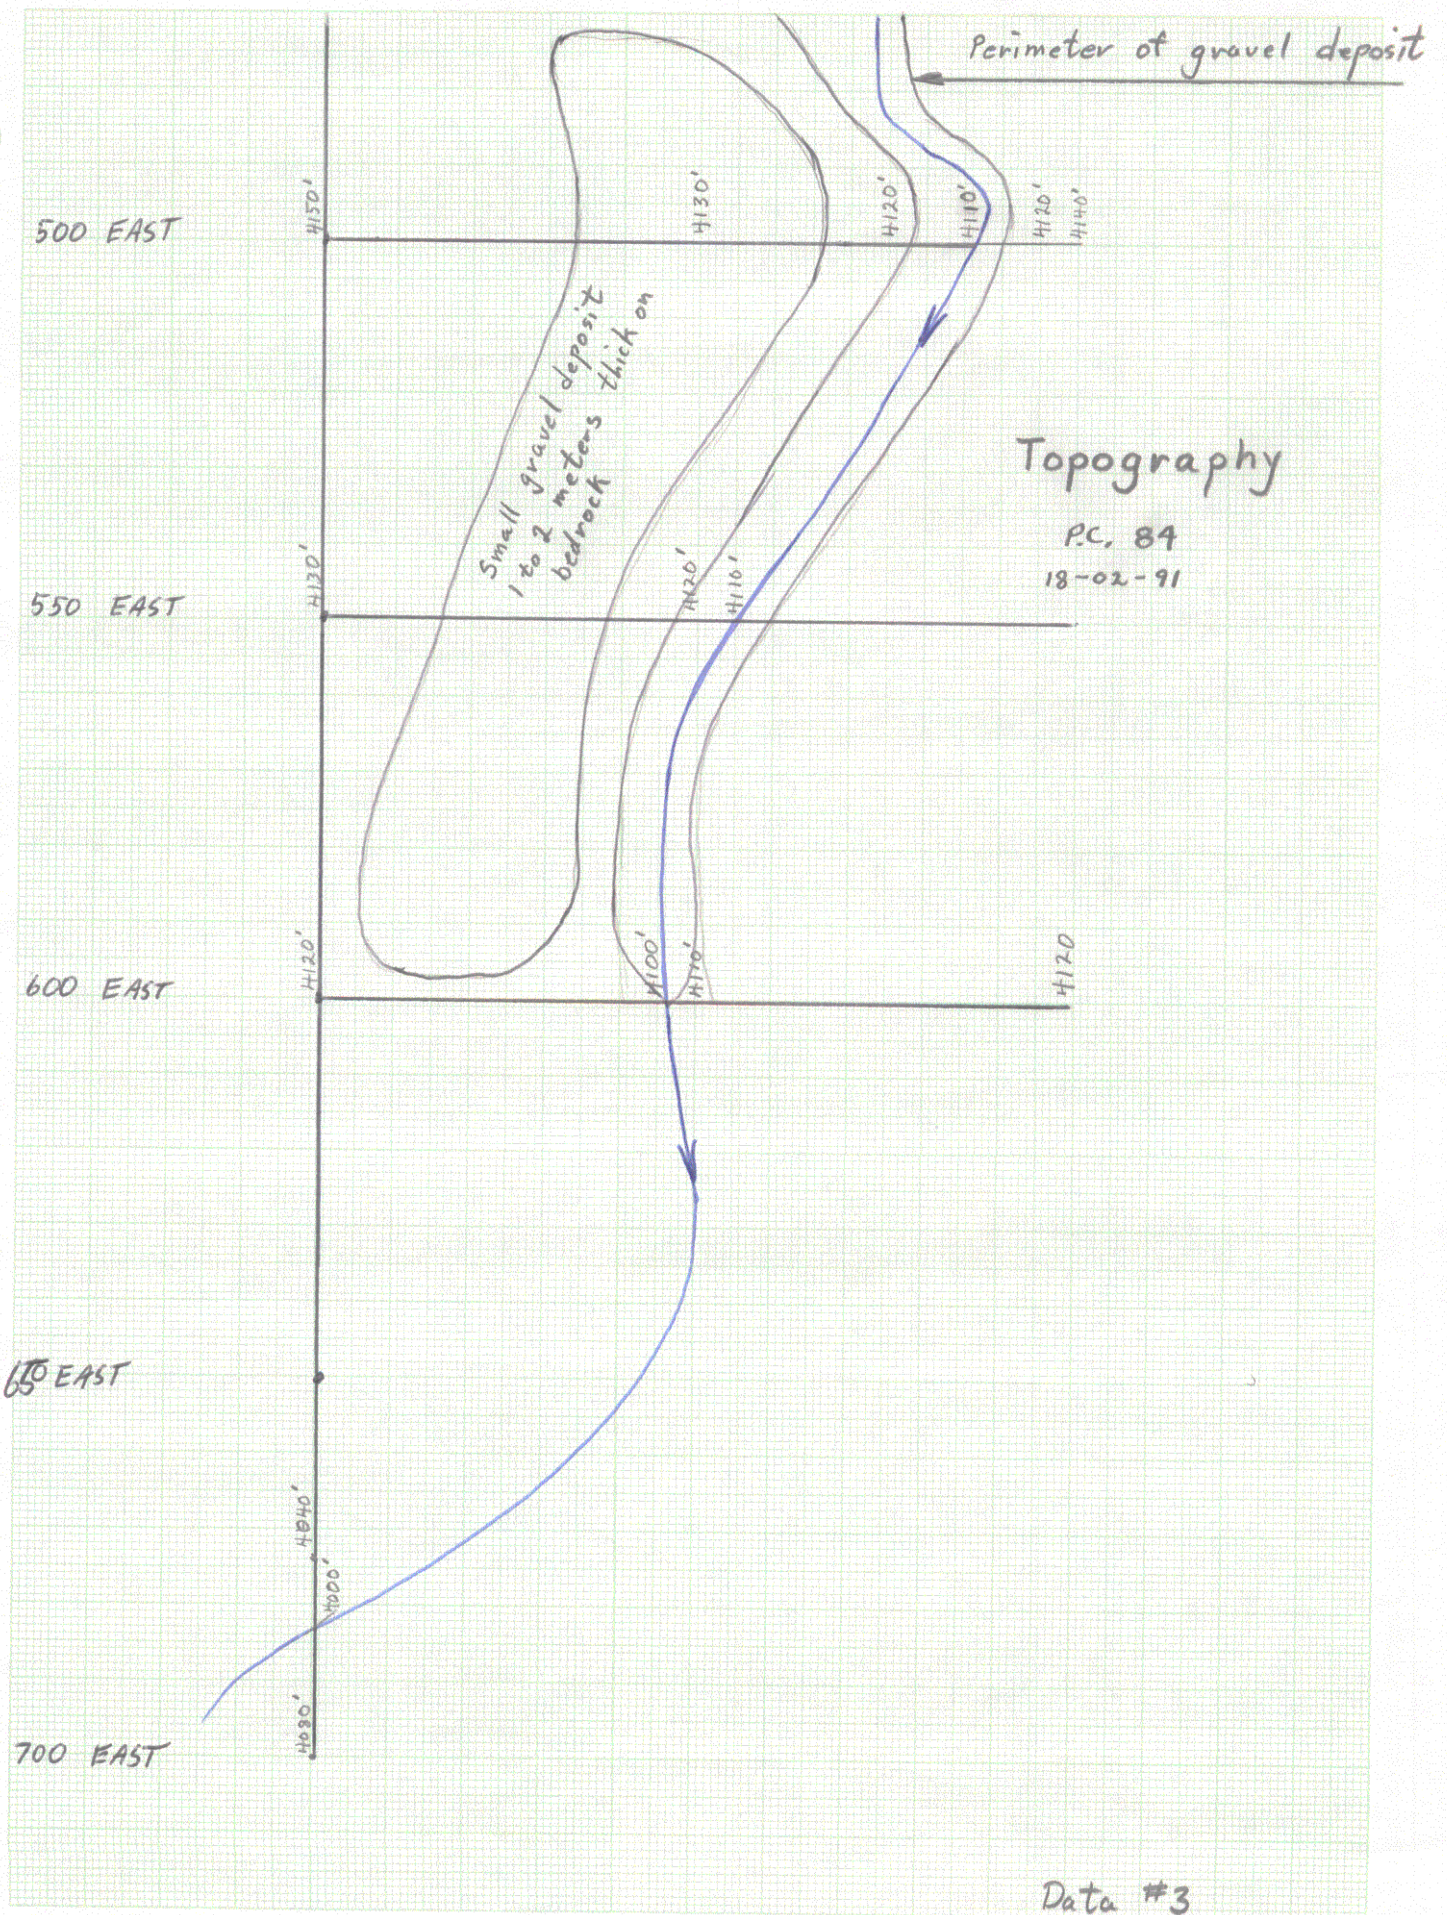 Perimeter of gravel deposit
500 EAST
4150'
4130'
4120'
4110'
4120'
4140'
Small gravel deposit
1 to 2 meters thick on
bedrock
Topography
P.C. 84
18-02-91
550 EAST
4130'
4120'
4110'
600 EAST
4120'
4100'
4110'
4120
650 EAST
4040'
4000'
700 EAST
4080'
Data #3